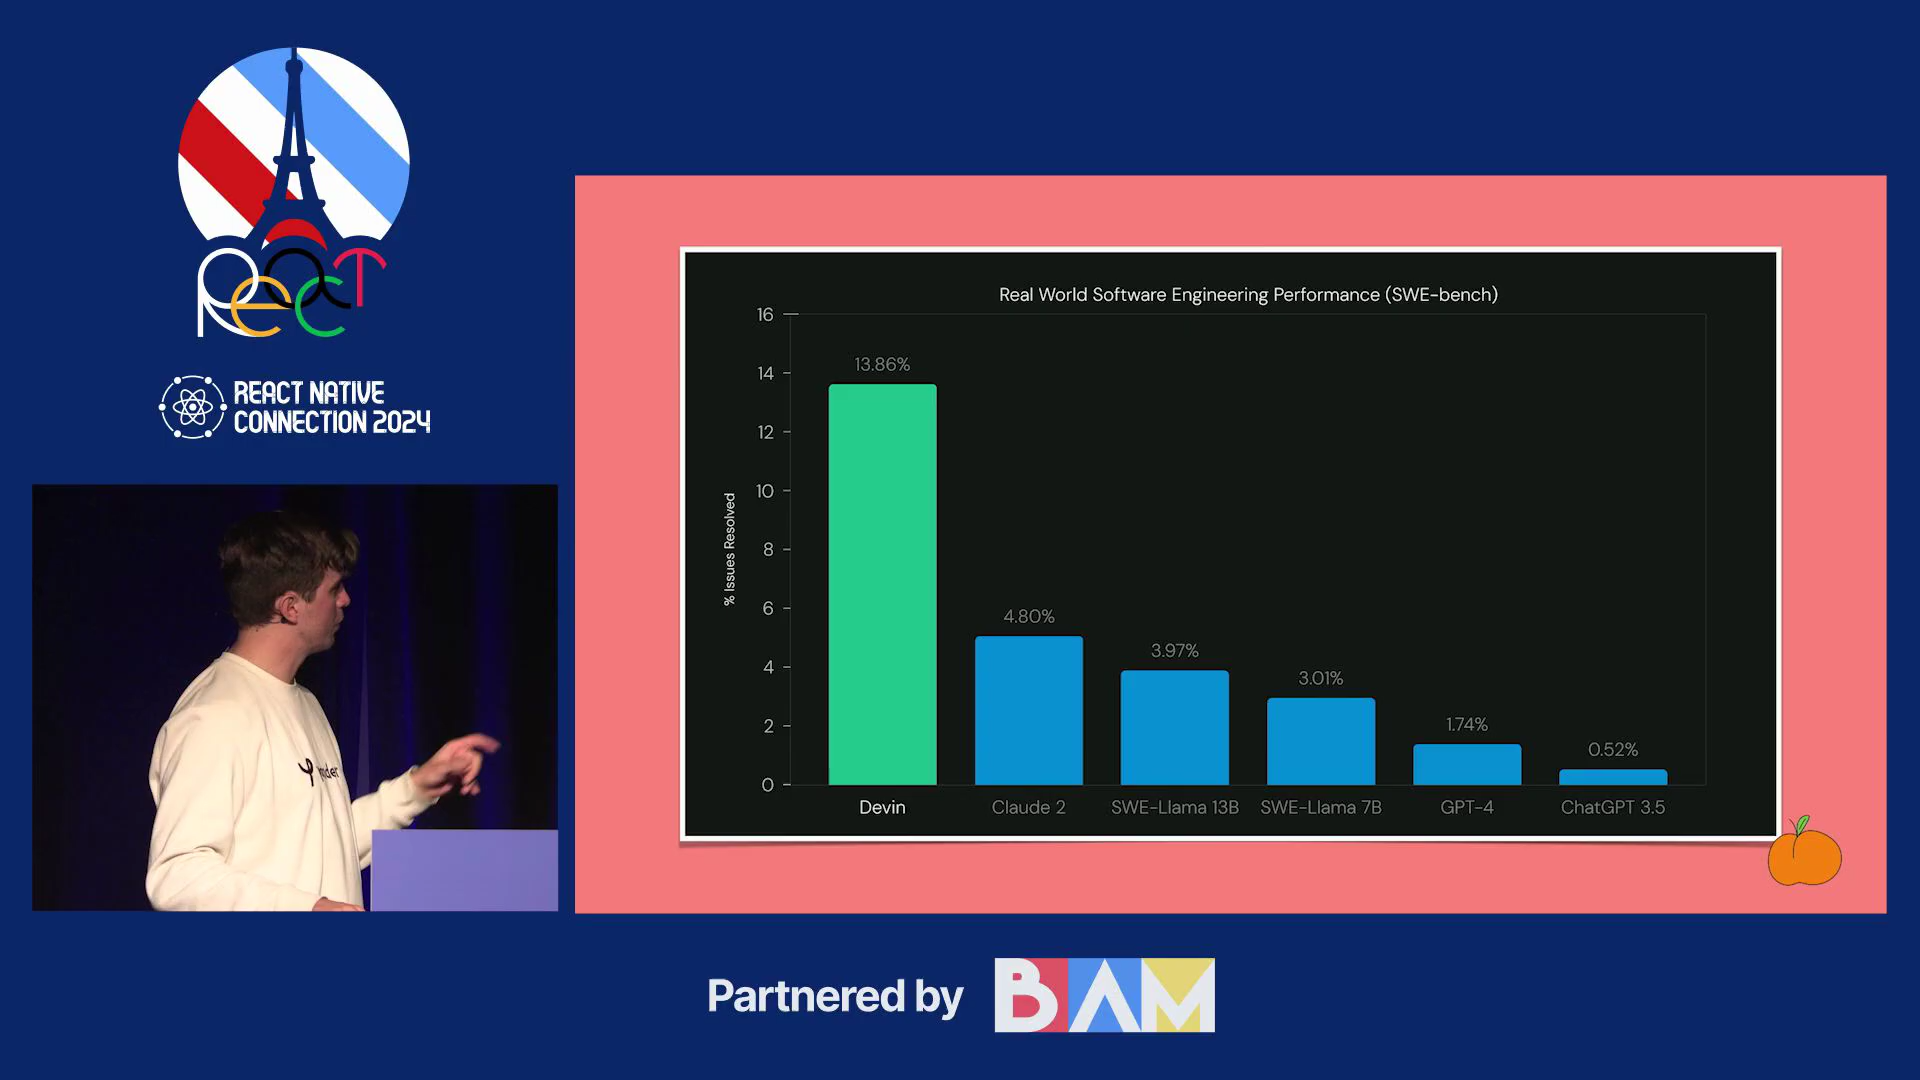 React
REACT NATIVE
CONNECTION 2024
Real World Software Engineering Performance (SWE-bench)
% Issues Resolved
16
14
12
10
8
6
4
2
0
13.86%
4.80%
3.97%
3.01%
1.74%
0.52%
Devin
Claude 2
SWE-Llama 13B
SWE-Llama 7B
GPT-4
ChatGPT 3.5
Partnered by
BAM